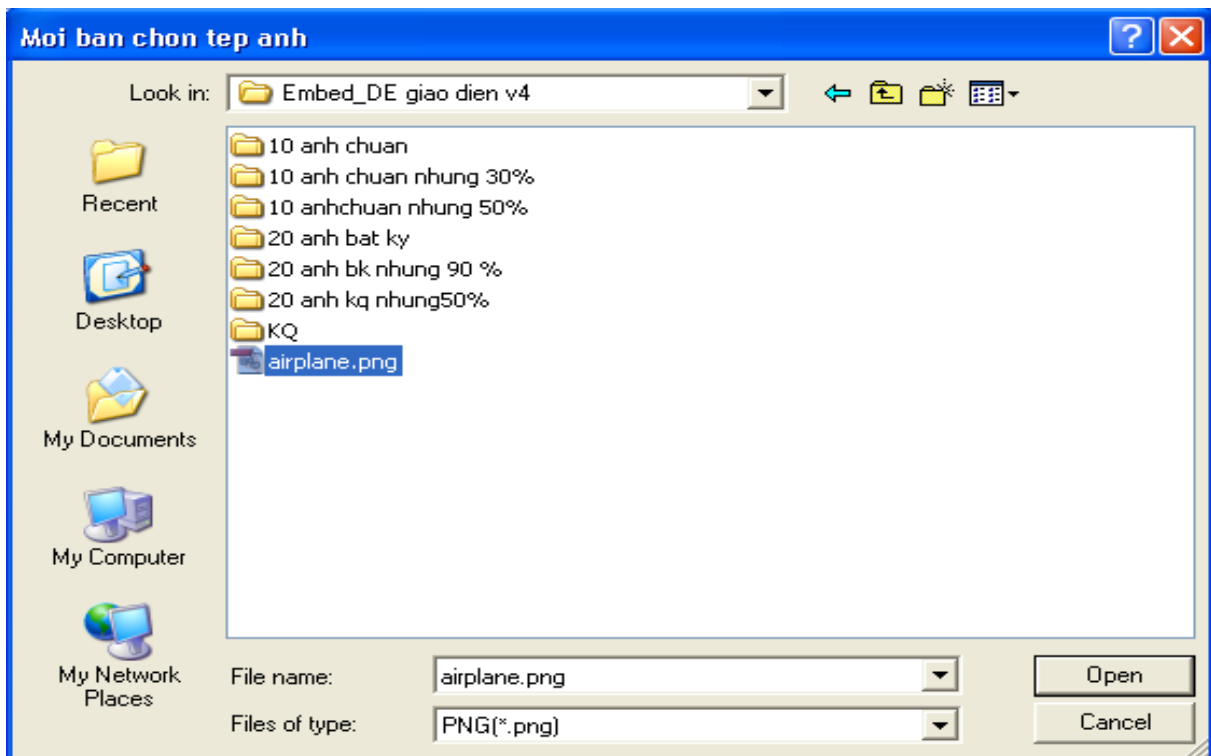 Moi ban chon tep anh
Look in: Embed_DE giao dien v4
10 anh chuan
10 anh chuan nhung 30%
10 anhchuan nhung 50%
20 anh bat ky
20 anh bk nhung 90 %
20 anh kq nhung50%
KQ
airplane.png
Recent
Desktop
My Documents
My Computer
My Network
Places
File name: airplane.png Open
Files of type: PNG(*.png) Cancel